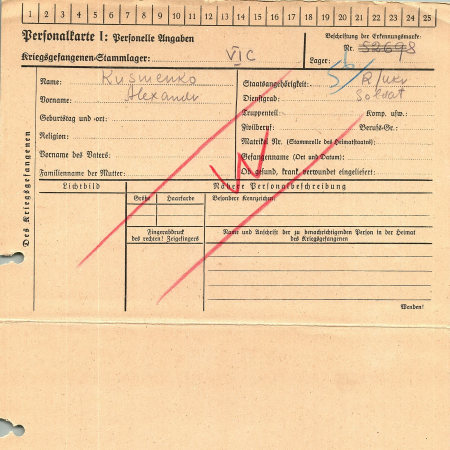 1 2 3 4 5 6 7 8 9 10 11 12 13 14 15 16 17 18 19 20 21 22 23 24 25
Personalkarte I: Personelle Angaben
Kriegsgefangenen-Stammlager: VI C
Beschriftung der Erkennungsmarke:
Nr. 52698
Lager:
Des Kriegsgefangenen
Name: Kusmenko
Vorname: Alexandr
Geburtstag und -ort:
Religion:
Vorname des Vaters:
Familienname der Mutter:
Staatsangehörigkeit: R/Ukr
Dienstgrad: Soldat
Truppenteil: Komp. usw.:
Zivilberuf: Berufs-Gr.:
Matrikel Nr. (Stammrolle des Heimatstaates):
Gefangennahme (Ort und Datum):
Ob gesund, krank, verwundet eingeliefert:
Lichtbild
Nähere Personalbeschreibung
Größe Haarfarbe Besondere Kennzeichen:
Fingerabdruck
des rechten! Zeigefingers
Name und Anschrift der zu benachrichtigenden Person in der Heimat
des Kriegsgefangenen
Wenden!